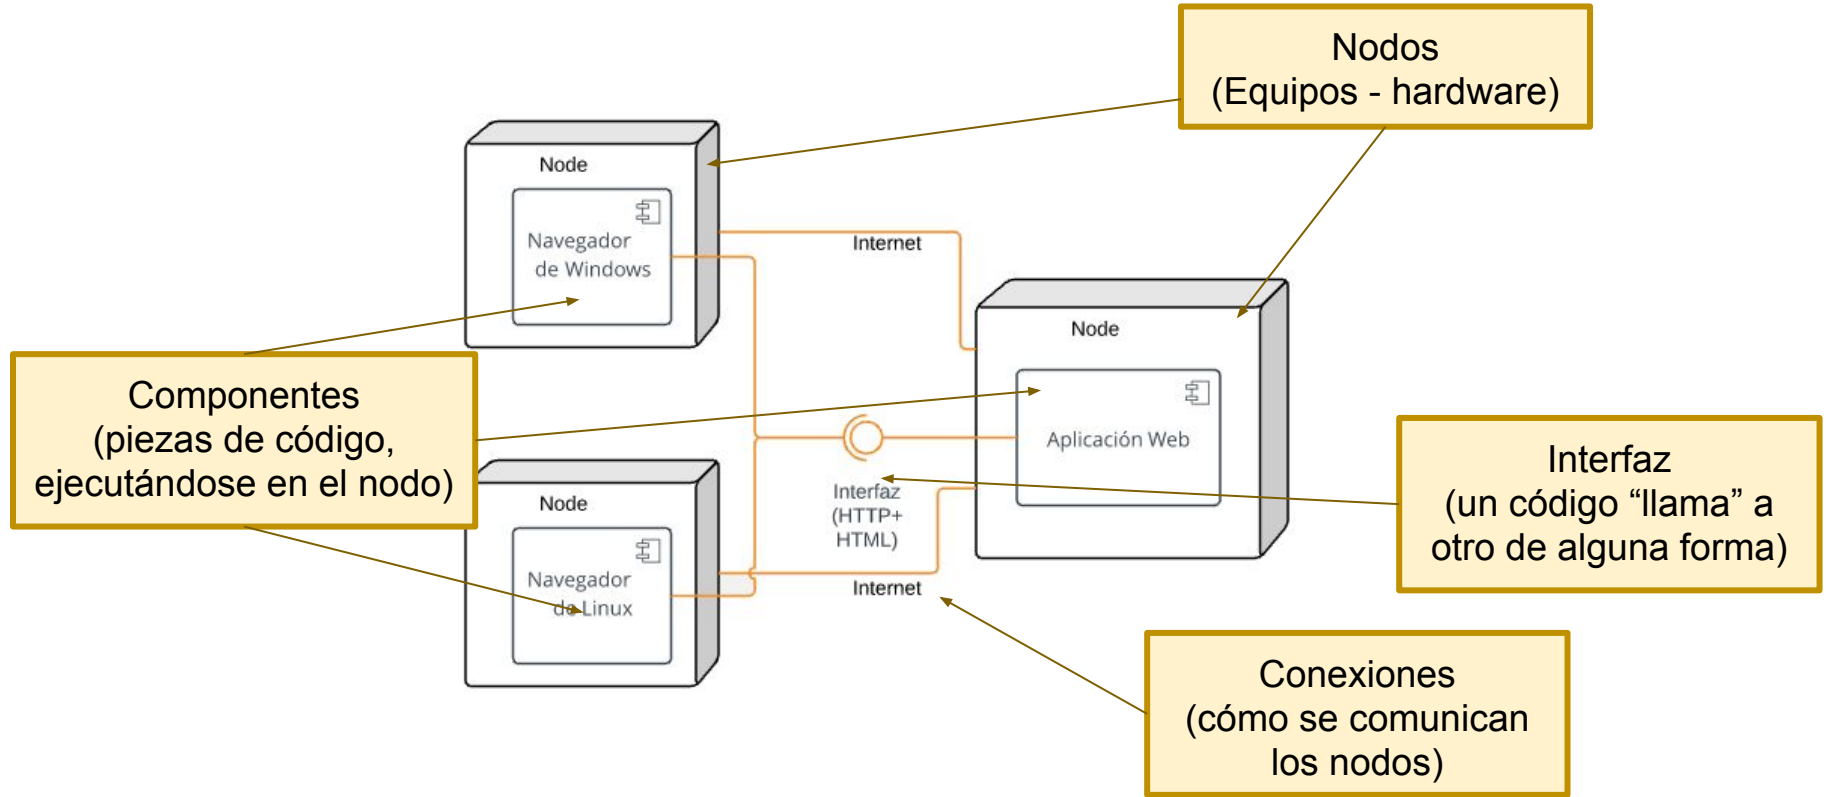 Nodos
(Equipos - hardware)
Node
Navegador
de Windows
Internet
Node
Aplicación Web
Componentes
(piezas de código,
ejecutándose en el nodo)
Interfaz
(HTTP+
HTML)
Interfaz
(un código “llama” a
otro de alguna forma)
Node
Navegador
de Linux
Internet
Conexiones
(cómo se comunican
los nodos)